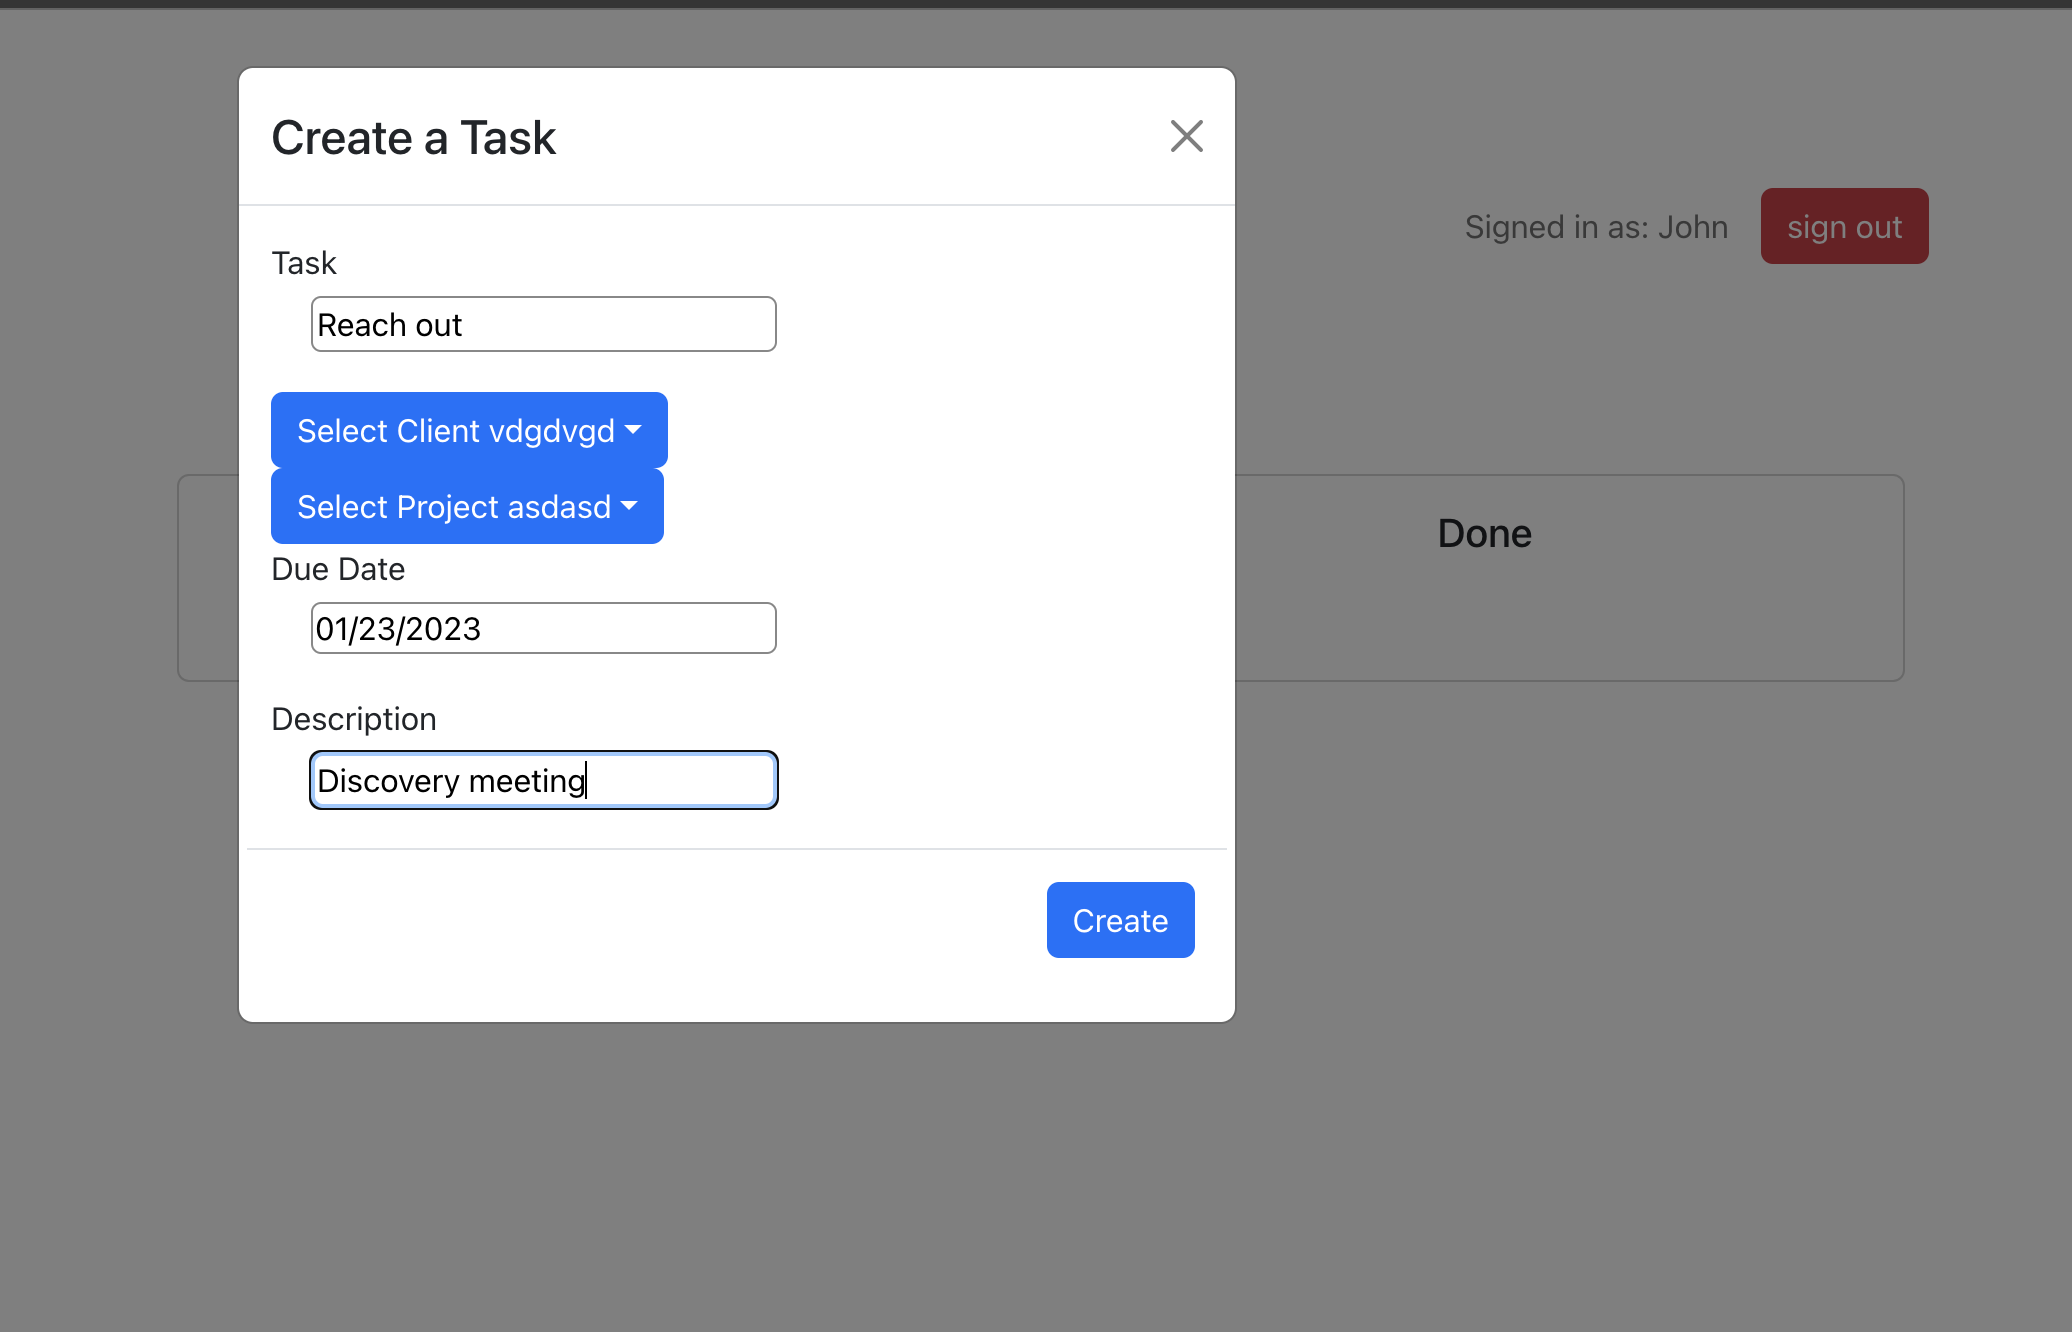 Create a Task
Signed in as: John
sign out
Task
Reach out
Select Client vdgdvgd
Select Project asdasd
Done
Due Date
01/23/2023
Description
Discovery meeting
Create